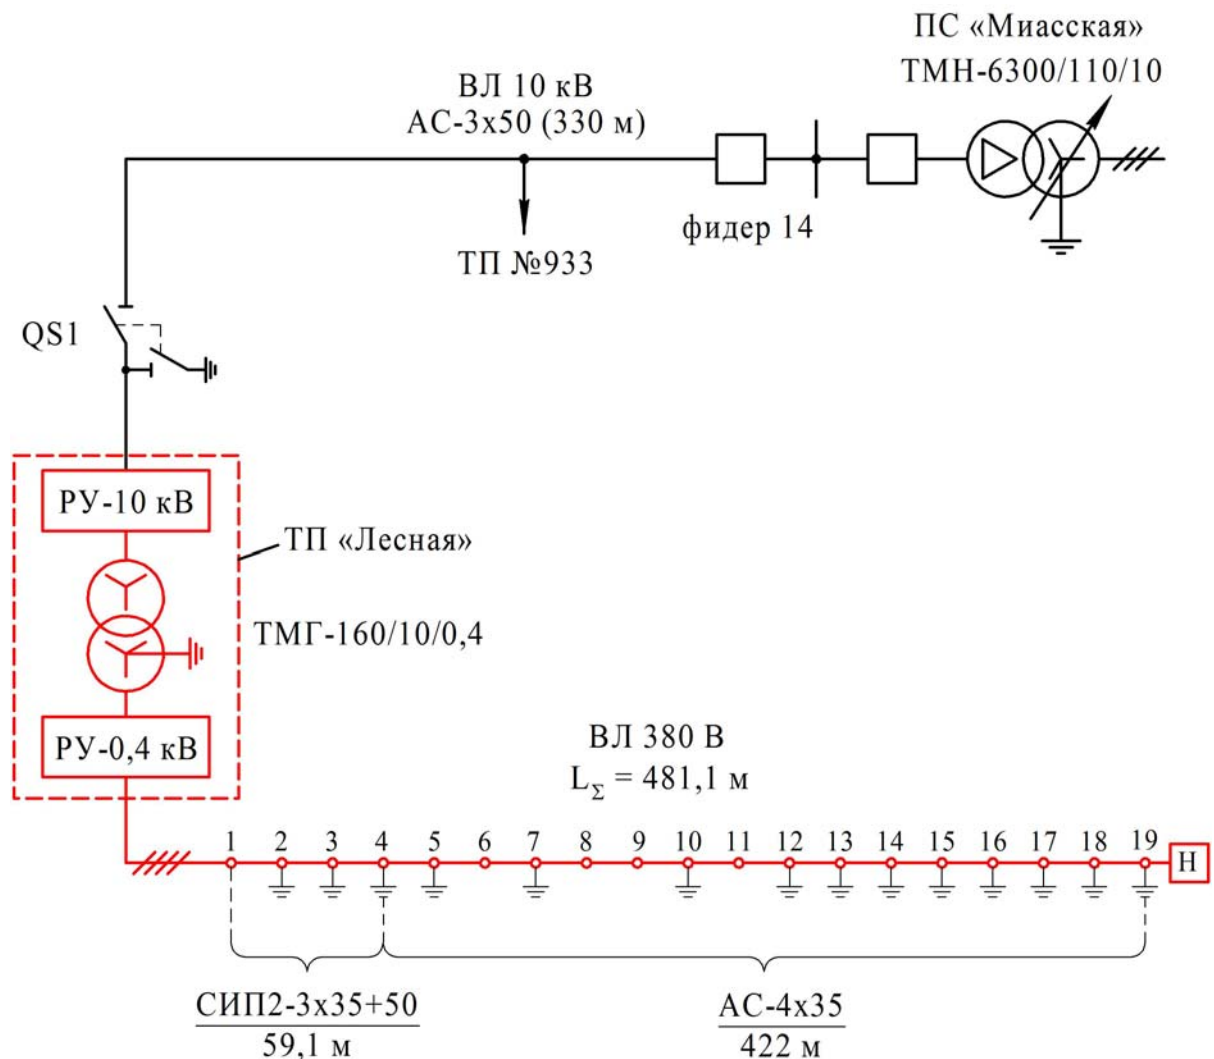 ПС «Миасская»
ТМН-6300/110/10
ВЛ 10 кВ
АС-3х50 (330 м)
фидер 14
ТП №933
QS1
РУ-10 кВ
ТП «Лесная»
ТМГ-160/10/0,4
РУ-0,4 кВ
ВЛ 380 В
LΣ = 481,1 м
1 2 3 4 5 6 7 8 9 10 11 12 13 14 15 16 17 18 19
Н
СИП2-3х35+50
59,1 м
АС-4х35
422 м